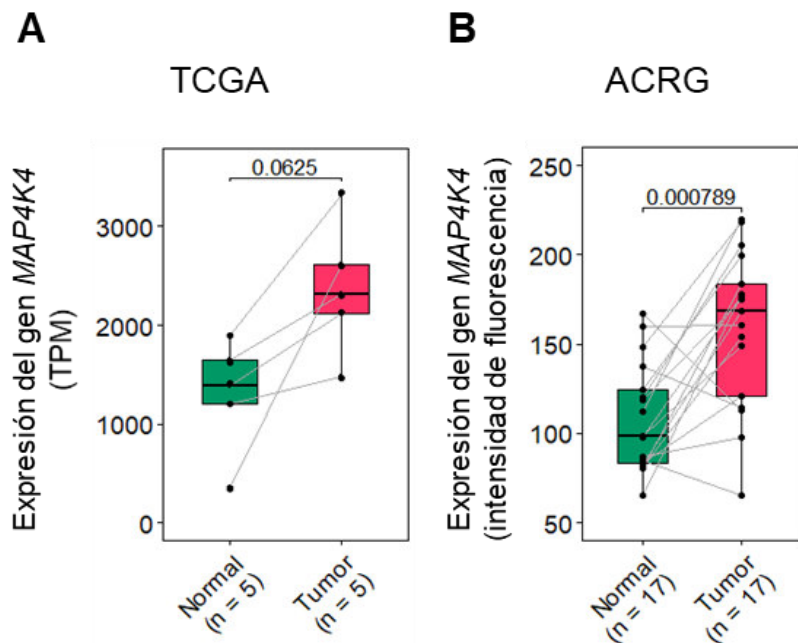 A
TCGA
Expresión del gen MAP4K4
(TPM)
3000
2000
1000
0
0.0625
Normal
(n = 5)
Tumor
(n = 5)
B
ACRG
Expresión del gen MAP4K4
(intensidad de fluorescencia)
250
200
150
100
50
0.000789
Normal
(n = 17)
Tumor
(n = 17)